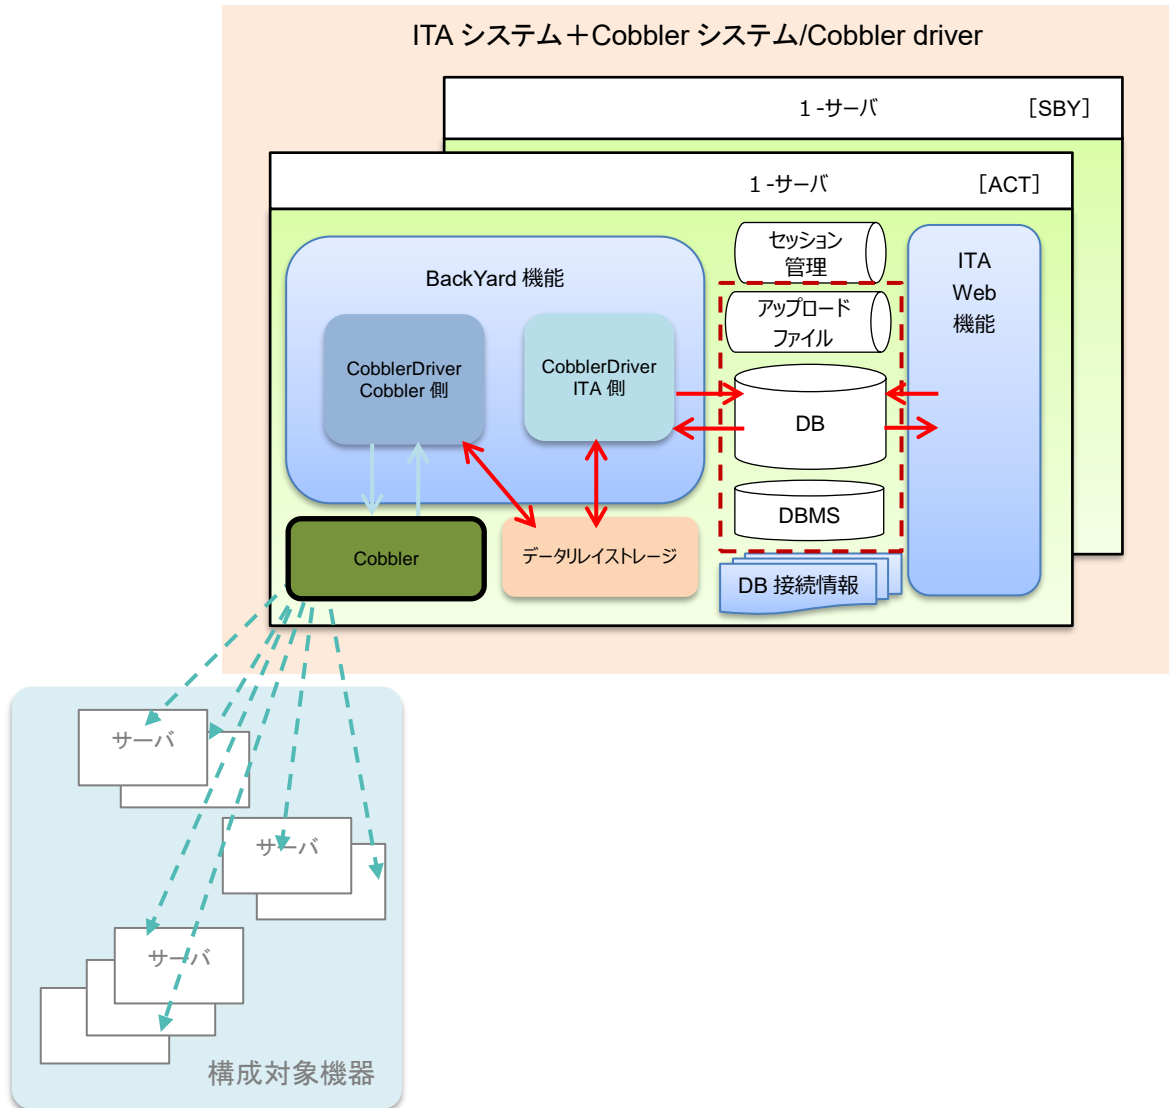 ITA システム＋Cobbler システム/Cobbler driver
１-サーバ
［SBY］
１-サーバ
［ACT］
BackYard 機能
CobblerDriver
Cobbler 側
CobblerDriver
ITA 側
セッション
管理
アップロード
ファイル
DB
DBMS
DB 接続情報
ITA
Web
機能
Cobbler
データリレイストレージ
サーバ
サーバ
サーバ
構成対象機器